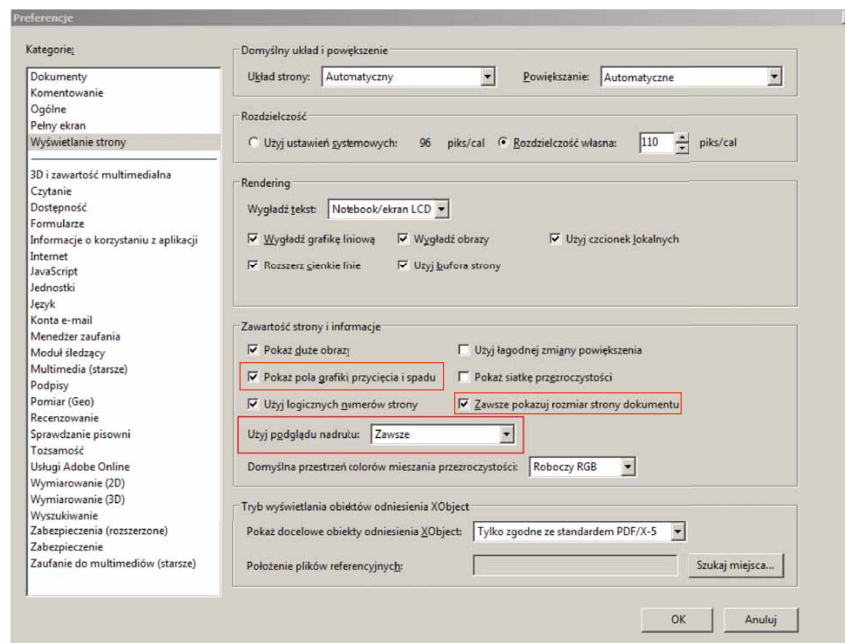 Preferencje
Kategorie:
Dokumenty
Komentowanie
Ogólne
Pełny ekran
Wyświetlanie strony
3D i zawartość multimedialna
Czytanie
Dostępność
Formularze
Informacje o korzystaniu z aplikacji
Internet
JavaScript
Jednostki
Język
Konta e-mail
Menedżer zaufania
Moduł śledzący
Multimedia (starsze)
Podpisy
Pomiar (Geo)
Recenzowanie
Sprawdzanie pisowni
Tożsamość
Usługi Adobe Online
Wymiarowanie (2D)
Wymiarowanie (3D)
Wyszukiwanie
Zabezpieczenia (rozszerzone)
Zabezpieczenie
Zaufanie do multimediów (starsze)
Domyślny układ i powiększenie
Układ strony: Automatyczny Powiększanie: Automatyczne
Rozdzielczość
Użyj ustawień systemowych: 96 piks/cal Rozdzielczość własna: 110 piks/cal
Rendering
Wygładź tekst: Notebook/ekran LCD
Wygładź grafikę liniową Wygładź obrazy Użyj czcionek lokalnych
Rozszerz cienkie linie Użyj bufora strony
Zawartość strony i informacje
Pokaż duże obrazy Użyj łagodnej zmiany powiększenia
Pokaż pola grafiki przycięcia i spadu Pokaż siatkę przezroczystości
Użyj logicznych numerów strony Zawsze pokazuj rozmiar strony dokumentu
Użyj podglądu nadruku: Zawsze
Domyślna przestrzeń colorów mieszania przezroczystości: Roboczy RGB
Tryb wyświetlania obiektów odniesienia XObject
Pokaż docelowe obiekty odniesienia XObject: Tylko zgodne ze standardem PDF/X-5
Położenie plików referencyjnych: Szukaj miejsca...
OK Anuluj